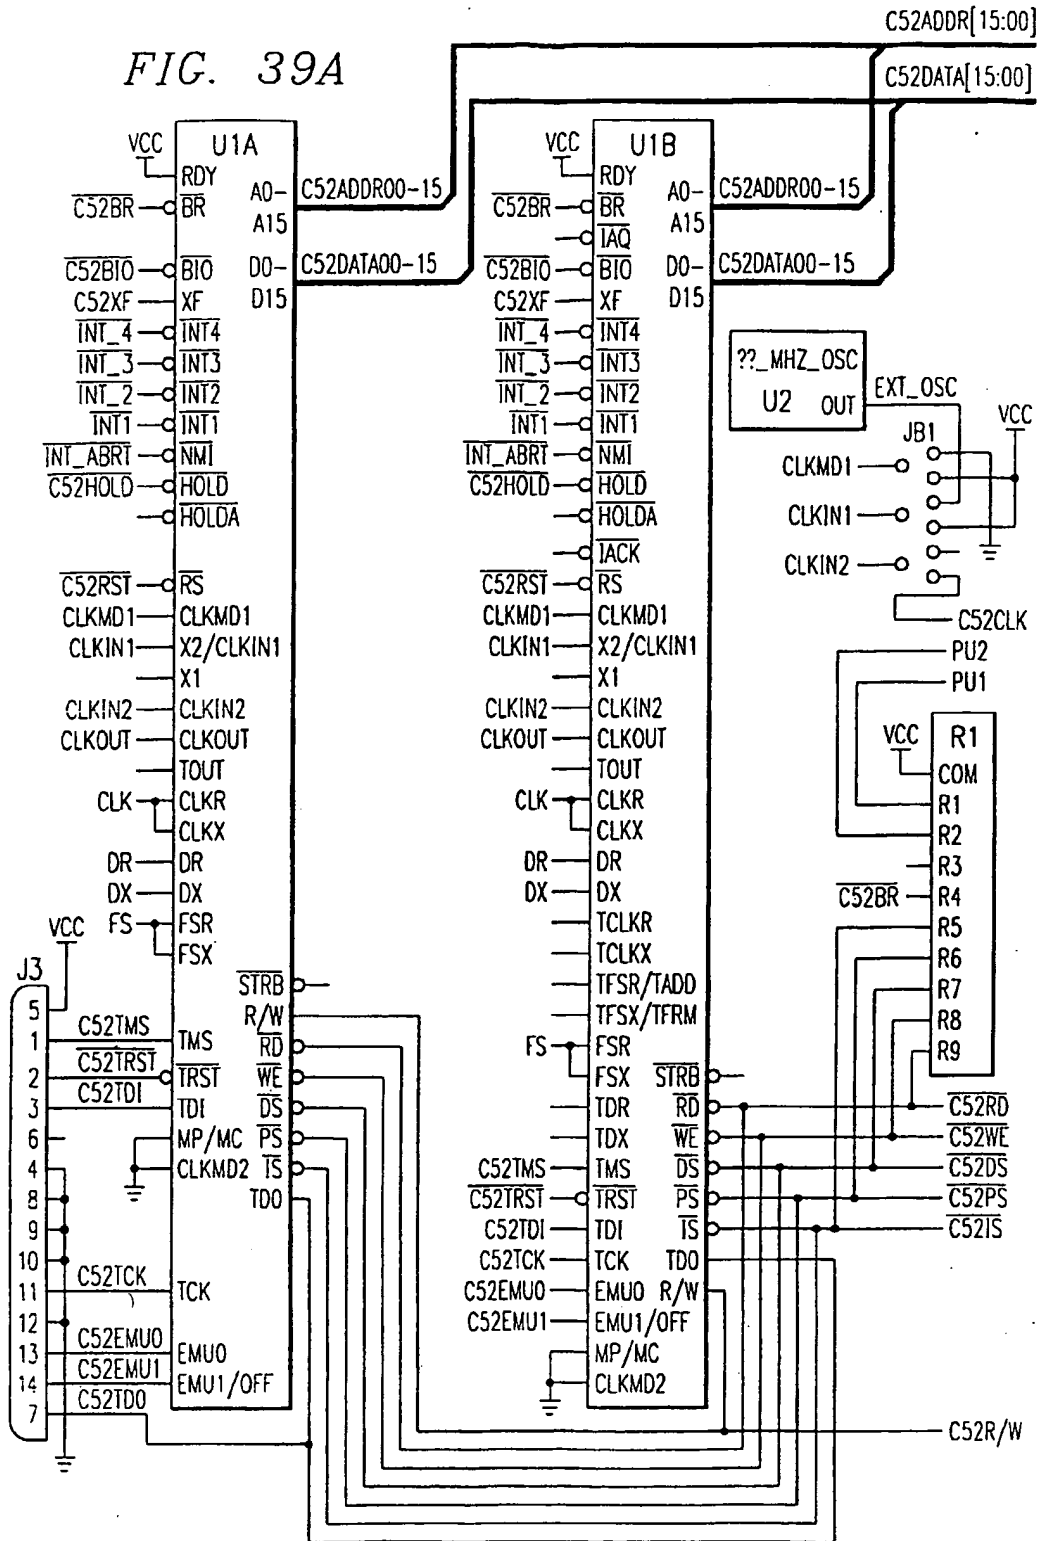 C52ADDR[15:00]
FIG. 39A
C52DATA[15:00]
VCC
U1A
RDY
C52BR
BR
A0-
A15
C52ADDR00-15
C52BIO
BIO
D0-
D15
C52DATA00-15
C52XF
XF
INT_4
INT4
INT_3
INT3
INT_2
INT2
INT1
INT1
INT_ABRT
NMI
C52HOLD
HOLD
HOLDA
C52RST
RS
CLKMD1
CLKMD1
CLKIN1
X2/CLKIN1
X1
CLKIN2
CLKIN2
CLKOUT
CLKOUT
TOUT
CLK
CLKR
CLKX
DR
DR
DX
DX
FS
FSR
FSX
STRB
R/W
RD
WE
DS
PS
IS
TDO
TMS
TRST
TDI
MP/MC
CLKMD2
TCK
EMU0
EMU1/OFF
VCC
J3
5
1
C52TMS
2
C52TRST
3
C52TDI
6
4
8
9
10
11
C52TCK
12
13
C52EMU0
14
C52EMU1
7
C52TDO
VCC
U1B
RDY
C52BR
BR
A0-
A15
C52ADDR00-15
IAQ
C52BIO
BIO
D0-
D15
C52DATA00-15
C52XF
XF
INT_4
INT4
INT_3
INT3
INT_2
INT2
INT1
INT1
INT_ABRT
NMI
C52HOLD
HOLD
HOLDA
IACK
C52RST
RS
CLKMD1
CLKMD1
CLKIN1
X2/CLKIN1
X1
CLKIN2
CLKIN2
CLKOUT
CLKOUT
TOUT
CLK
CLKR
CLKX
DR
DR
DX
DX
TCLKR
TCLKX
TFSR/TADD
TFSX/TFRM
FS
FSR
FSX
STRB
TDR
RD
TDX
WE
C52TMS
TMS
DS
C52TRST
TRST
PS
C52TDI
TDI
IS
C52TCK
TCK
TDO
C52EMU0
EMU0
R/W
C52EMU1
EMU1/OFF
MP/MC
CLKMD2
??_MHZ_OSC
U2 OUT
EXT_OSC
VCC
JB1
CLKMD1
CLKIN1
CLKIN2
C52CLK
PU2
PU1
VCC
R1
COM
R1
R2
R3
C52BR
R4
R5
R6
R7
R8
R9
C52RD
C52WE
C52DS
C52PS
C52IS
C52R/W